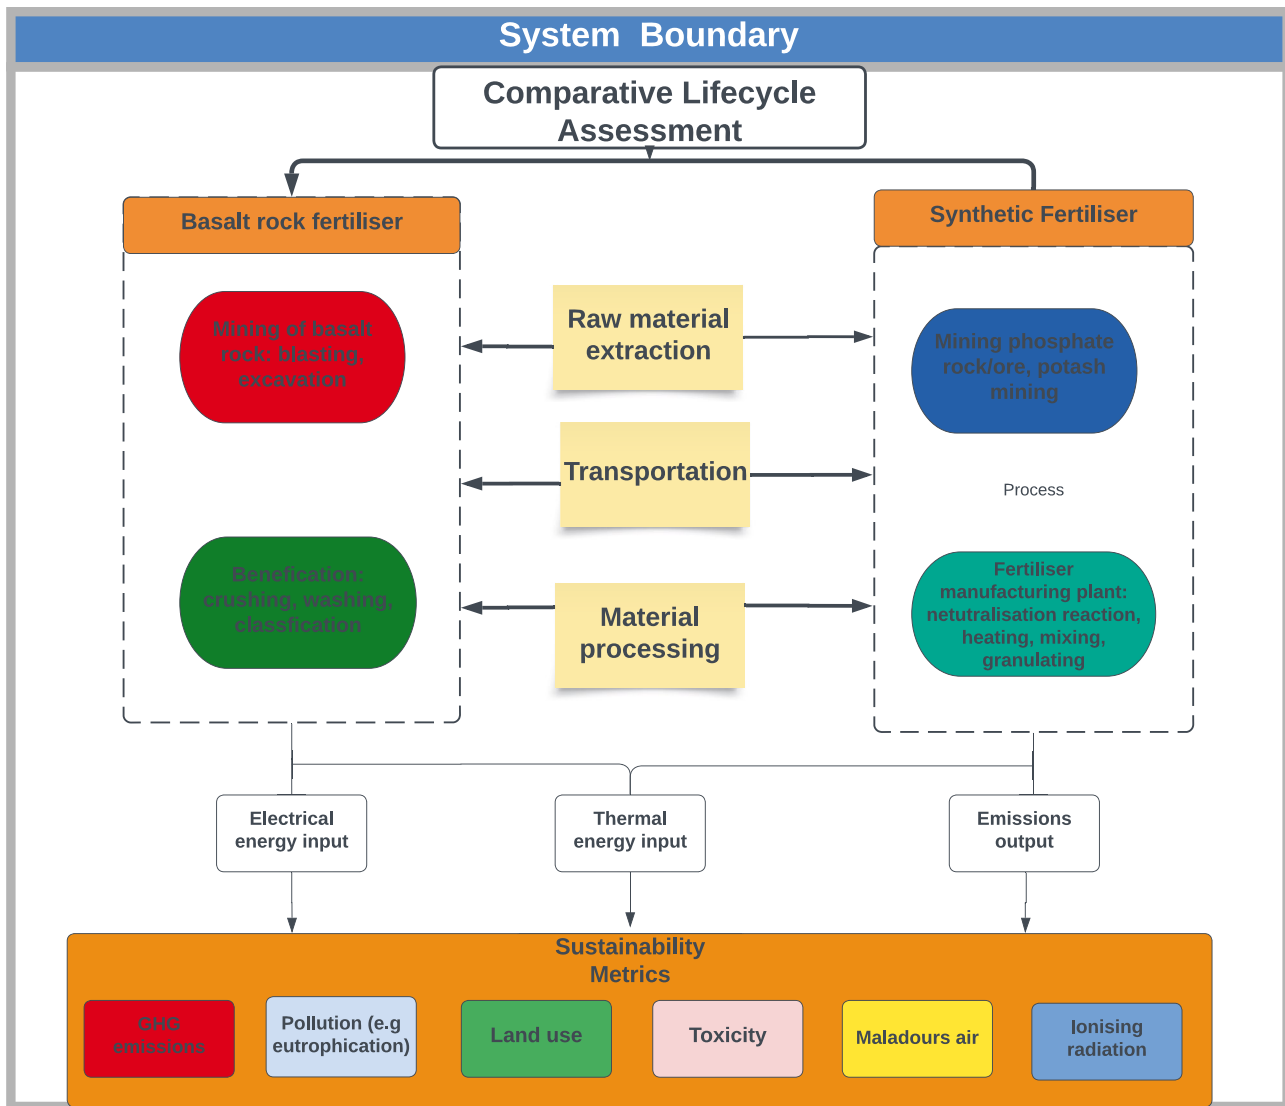 System  Boundary
Comparative Lifecycle
Assessment
Basalt rock fertiliser
Synthetic Fertiliser
Mining of basalt
rock: blasting,
excavation
Raw material
extraction
Mining phosphate
rock/ore, potash
mining
Transportation
Process
Benefication:
crushing, washing,
classfication
Material
processing
Fertiliser
manufacturing plant:
netutralisation reaction,
heating, mixing,
granulating
Electrical
energy input
Thermal
energy input
Emissions
output
Sustainability
Metrics
GHG
emissions
Pollution (e.g
eutrophication)
Land use
Toxicity
Maladours air
Ionising
radiation